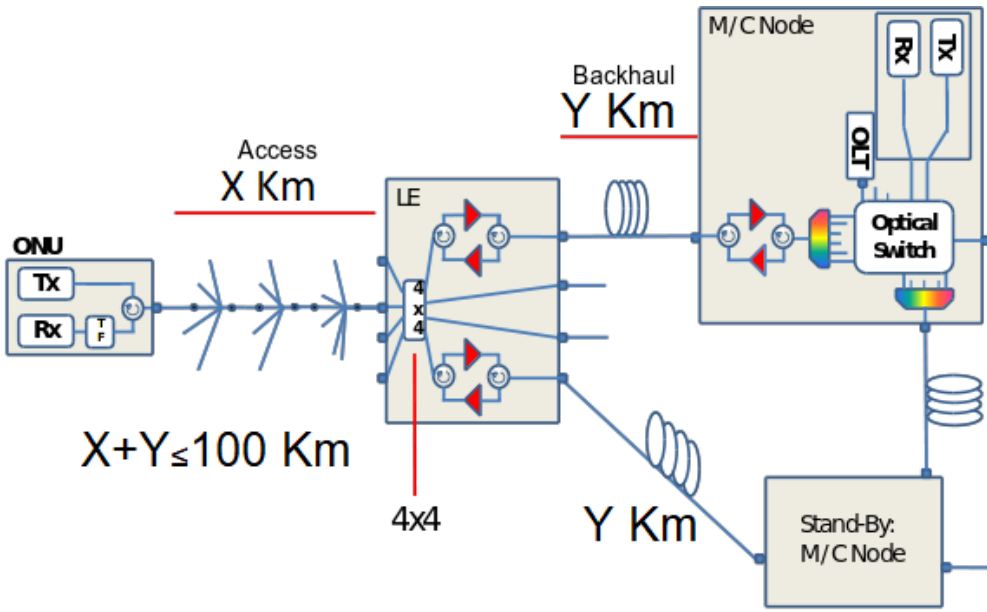 M/C Node
Rx
Tx
Backhaul
Y Km
OLT
Access
X Km
LE
Optical
Switch
ONU
Tx
Rx
T
F
4
x
4
X+Y≤100 Km
4x4
Y Km
Stand-By:
M/C Node